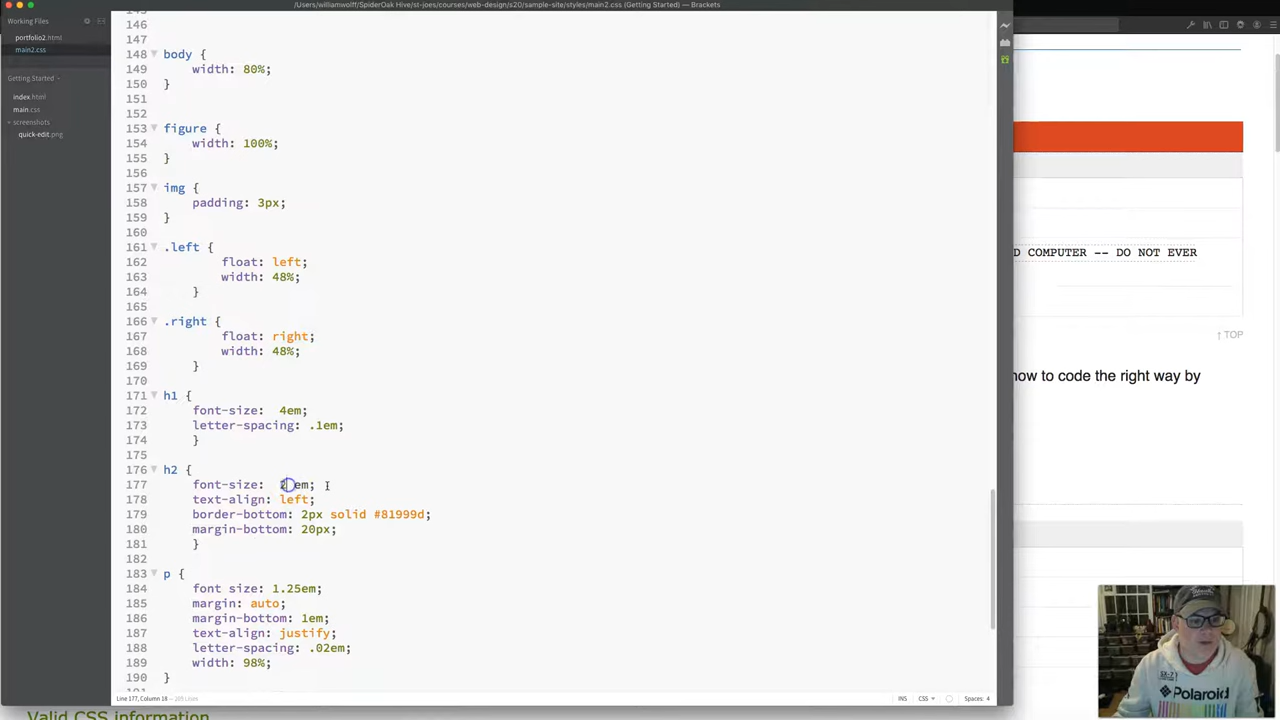 /Users/williamwolff/SpiderOak Hive/st-joes/courses/web-design/s20/sample-site/styles/main2.css (Getting Started) — Brackets
Working Files
portfolio2.html
main2.css
Getting Started
index.html
main.css
screenshots
quick-edit.png
145
146
147
148 body {
149 width: 80%;
150 }
151
152
153 figure {
154 width: 100%;
155 }
156
157 img {
158 padding: 3px;
159 }
160
161 .left {
162 float: left;
163 width: 48%;
164 }
165
166 .right {
167 float: right;
168 width: 48%;
169 }
170
171 h1 {
172 font-size: 4em;
173 letter-spacing: .1em;
174 }
175
176 h2 {
177 font-size: em;
178 text-align: left;
179 border-bottom: 2px solid #81999d;
180 margin-bottom: 20px;
181 }
182
183 p {
184 font size: 1.25em;
185 margin: auto;
186 margin-bottom: 1em;
187 text-align: justify;
188 letter-spacing: .02em;
189 width: 98%;
190 }
D COMPUTER -- DO NOT EVER
↑ TOP
how to code the right way by
Line 177, Column 18 —
INS CSS Spaces: 4
Polaroid
Valid CSS information